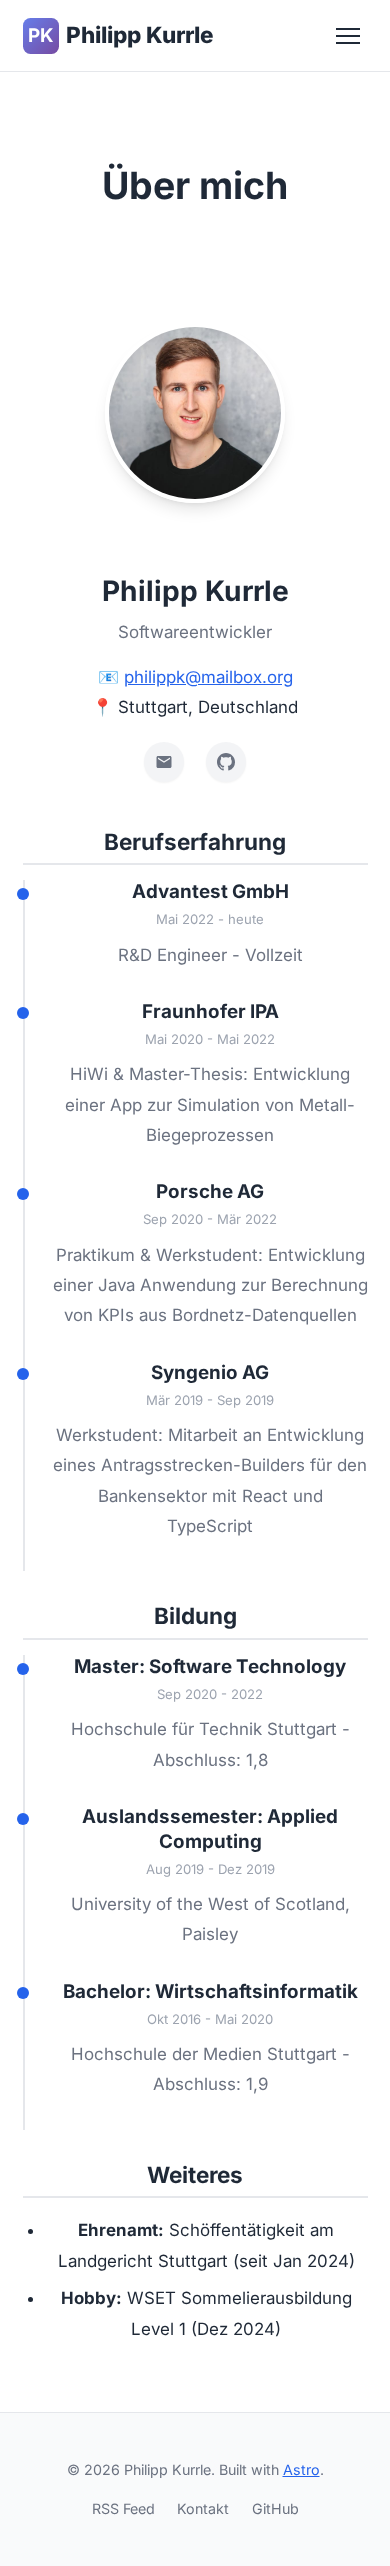 PK Philipp Kurrle
Über mich
Philipp Kurrle
Softwareentwickler
📧 philippk@mailbox.org
📍 Stuttgart, Deutschland
Berufserfahrung
Advantest GmbH
Mai 2022 - heute
R&D Engineer - Vollzeit
Fraunhofer IPA
Mai 2020 - Mai 2022
HiWi & Master-Thesis: Entwicklung
einer App zur Simulation von Metall-
Biegeprozessen
Porsche AG
Sep 2020 - Mär 2022
Praktikum & Werkstudent: Entwicklung
einer Java Anwendung zur Berechnung
von KPIs aus Bordnetz-Datenquellen
Syngenio AG
Mär 2019 - Sep 2019
Werkstudent: Mitarbeit an Entwicklung
eines Antragsstrecken-Builders für den
Bankensektor mit React und
TypeScript
Bildung
Master: Software Technology
Sep 2020 - 2022
Hochschule für Technik Stuttgart -
Abschluss: 1,8
Auslandssemester: Applied
Computing
Aug 2019 - Dez 2019
University of the West of Scotland,
Paisley
Bachelor: Wirtschaftsinformatik
Okt 2016 - Mai 2020
Hochschule der Medien Stuttgart -
Abschluss: 1,9
Weiteres
• Ehrenamt: Schöffentätigkeit am
Landgericht Stuttgart (seit Jan 2024)
• Hobby: WSET Sommelierausbildung
Level 1 (Dez 2024)
© 2026 Philipp Kurrle. Built with Astro.
RSS Feed Kontakt GitHub